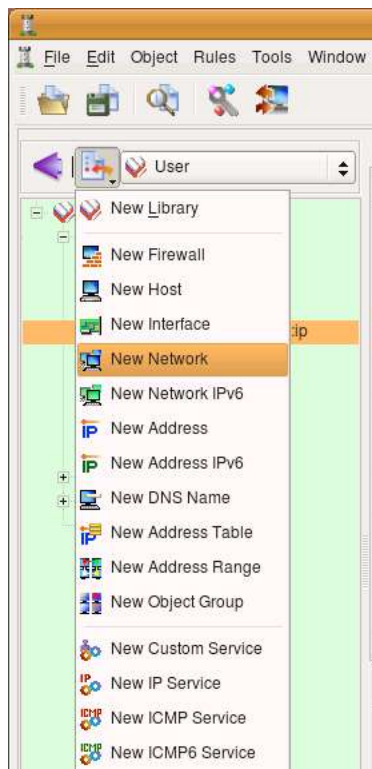 File Edit Object Rules Tools Window
User
New Library
New Firewall
New Host
New Interface
:ip
New Network
New Network IPv6
New Address
New Address IPv6
New DNS Name
New Address Table
New Address Range
New Object Group
New Custom Service
New IP Service
New ICMP Service
New ICMP6 Service